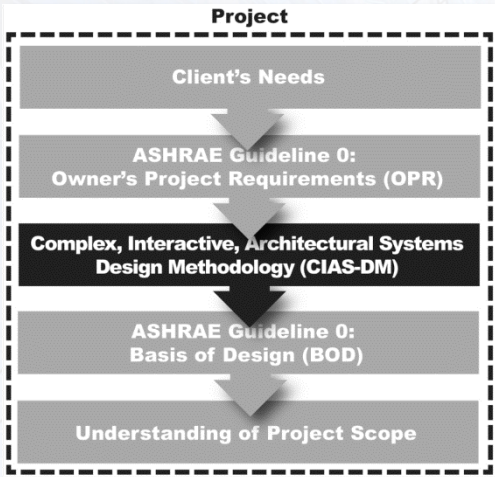 Project
Client's Needs
ASHRAE Guideline 0:
Owner's Project Requirements (OPR)
Complex, Interactive, Architectural Systems
Design Methodology (CIAS-DM)
ASHRAE Guideline 0:
Basis of Design (BOD)
Understanding of Project Scope